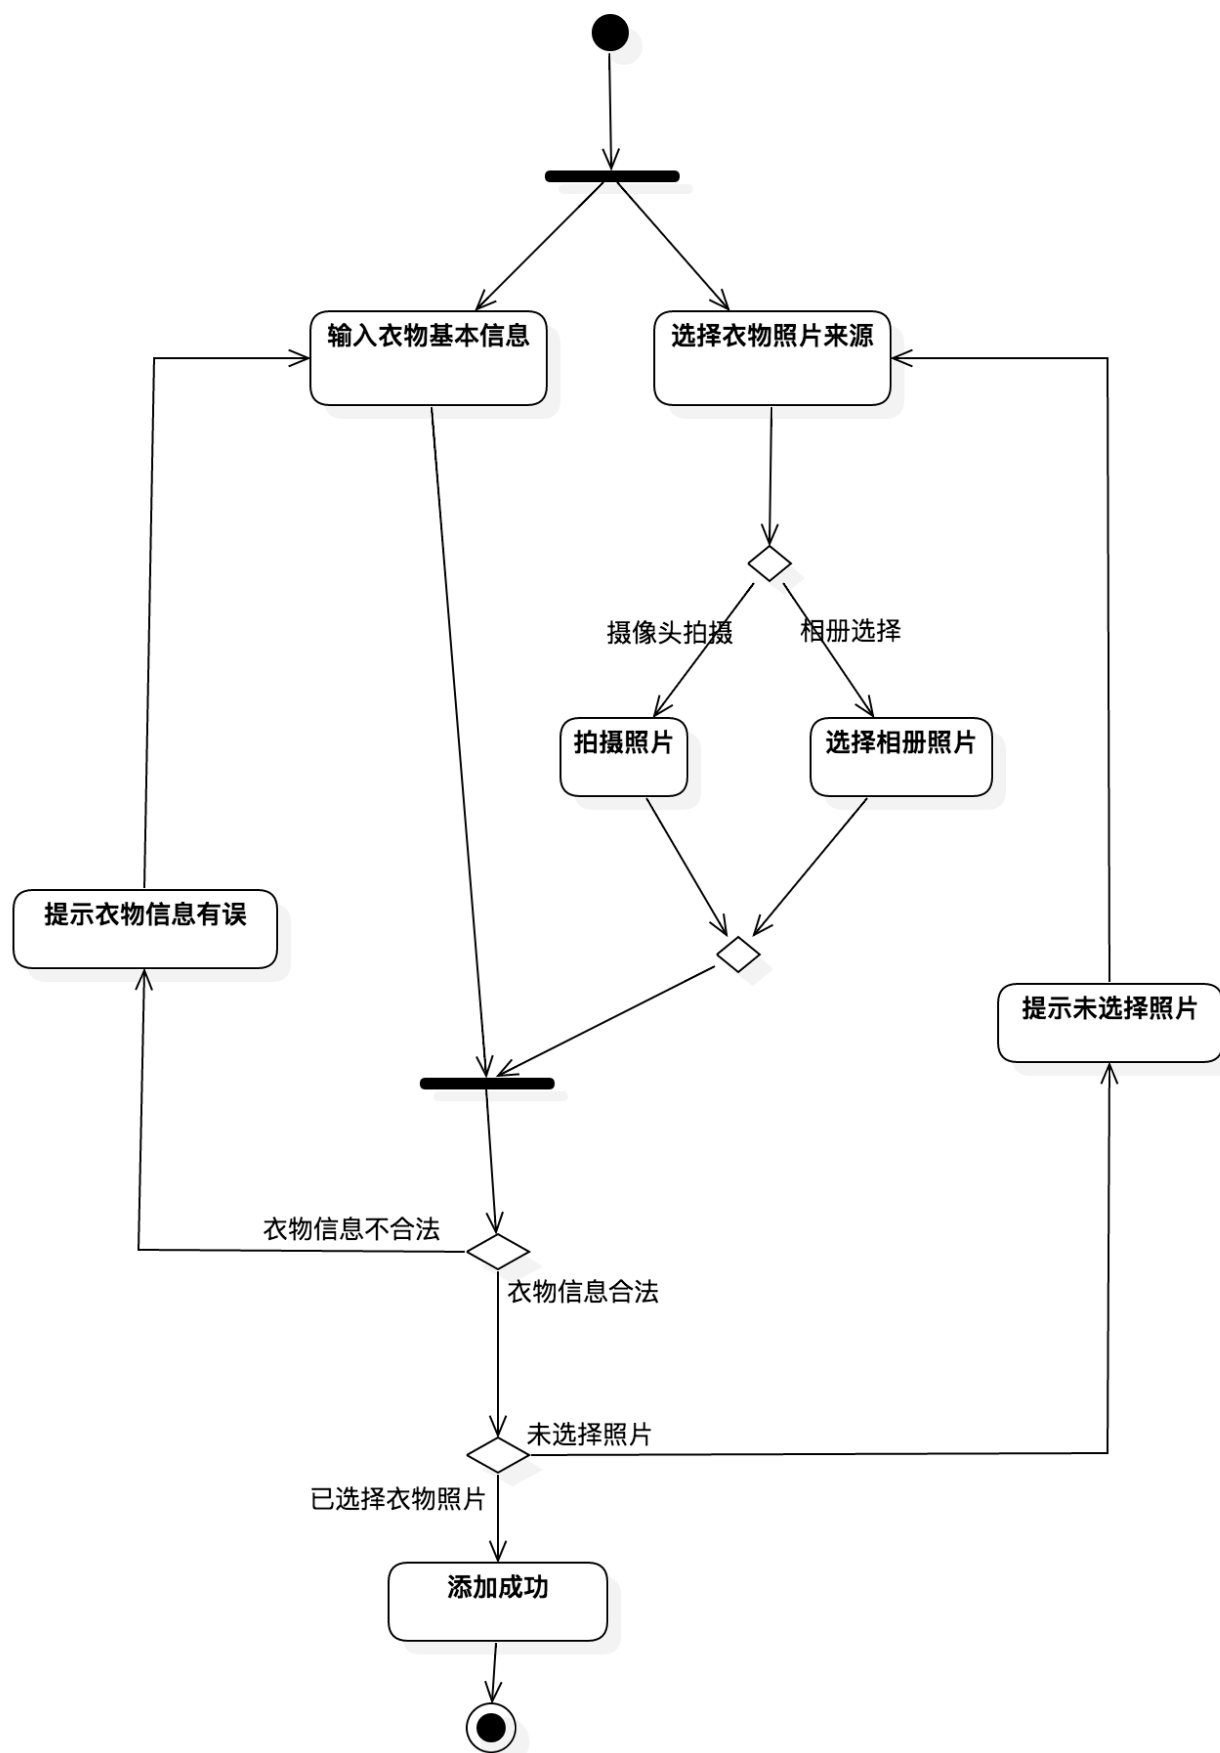 输入衣物基本信息
选择衣物照片来源
摄像头拍摄
相册选择
拍摄照片
选择相册照片
提示衣物信息有误
提示未选择照片
衣物信息不合法
衣物信息合法
未选择照片
已选择衣物照片
添加成功